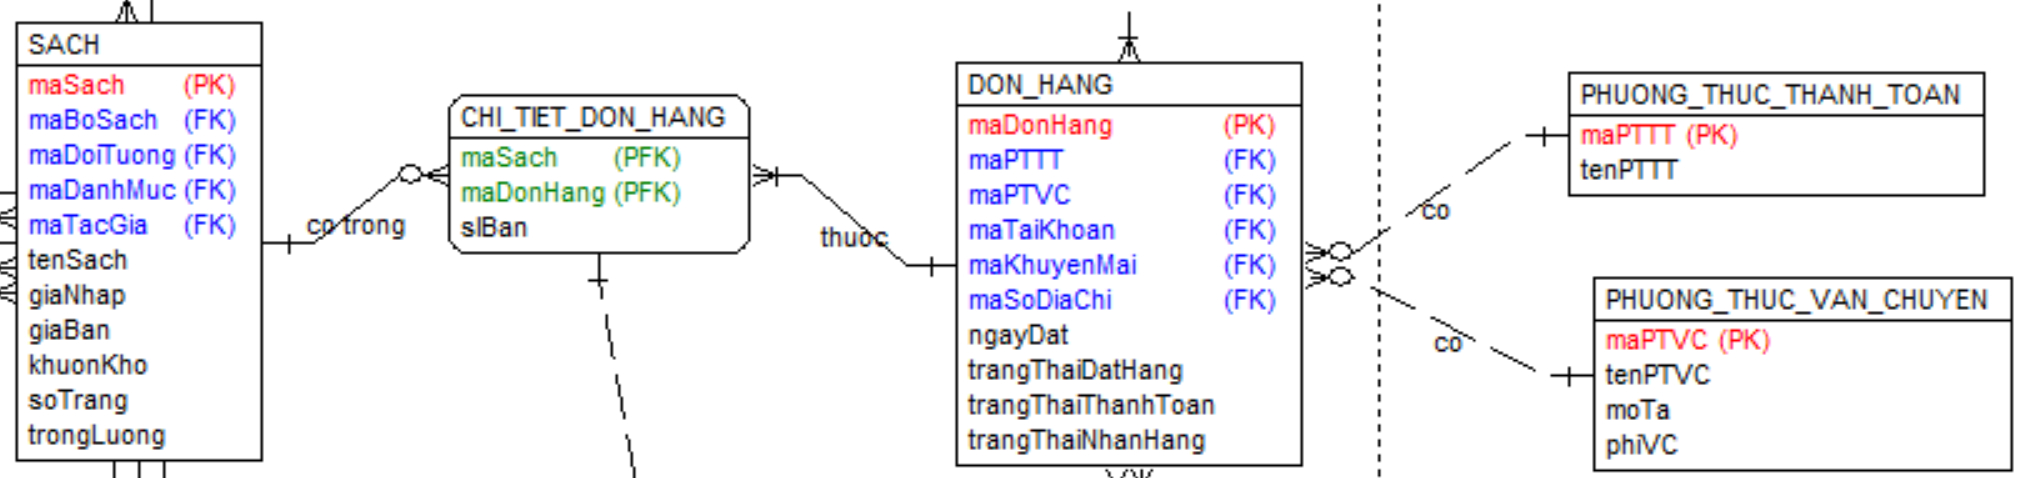 SACH
maSach (PK)
maBoSach (FK)
maDoiTuong (FK)
maDanhMuc (FK)
maTacGia (FK)
tenSach
giaNhap
giaBan
khuonKho
soTrang
trongLuong
co trong
CHI_TIET_DON_HANG
maSach (PFK)
maDonHang (PFK)
slBan
thuoc
DON_HANG
maDonHang (PK)
maPTTT (FK)
maPTVC (FK)
maTaiKhoan (FK)
maKhuyenMai (FK)
maSoDiaChi (FK)
ngayDat
trangThaiDatHang
trangThaiThanhToan
trangThaiNhanHang
co
co
PHUONG_THUC_THANH_TOAN
maPTTT (PK)
tenPTTT
PHUONG_THUC_VAN_CHUYEN
maPTVC (PK)
tenPTVC
moTa
phiVC